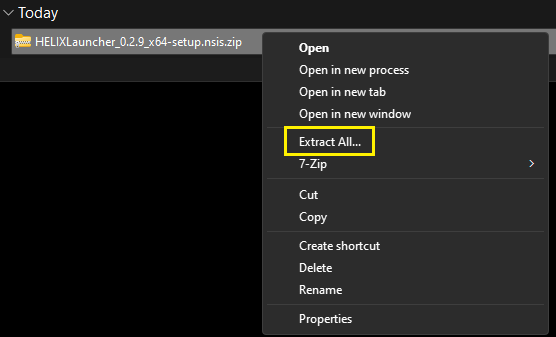 Today
HELIXLauncher_0.2.9_x64-setup.nsis.zip
Open
Open in new process
Open in new tab
Open in new window
Extract All...
7-Zip
Cut
Copy
Create shortcut
Delete
Rename
Properties